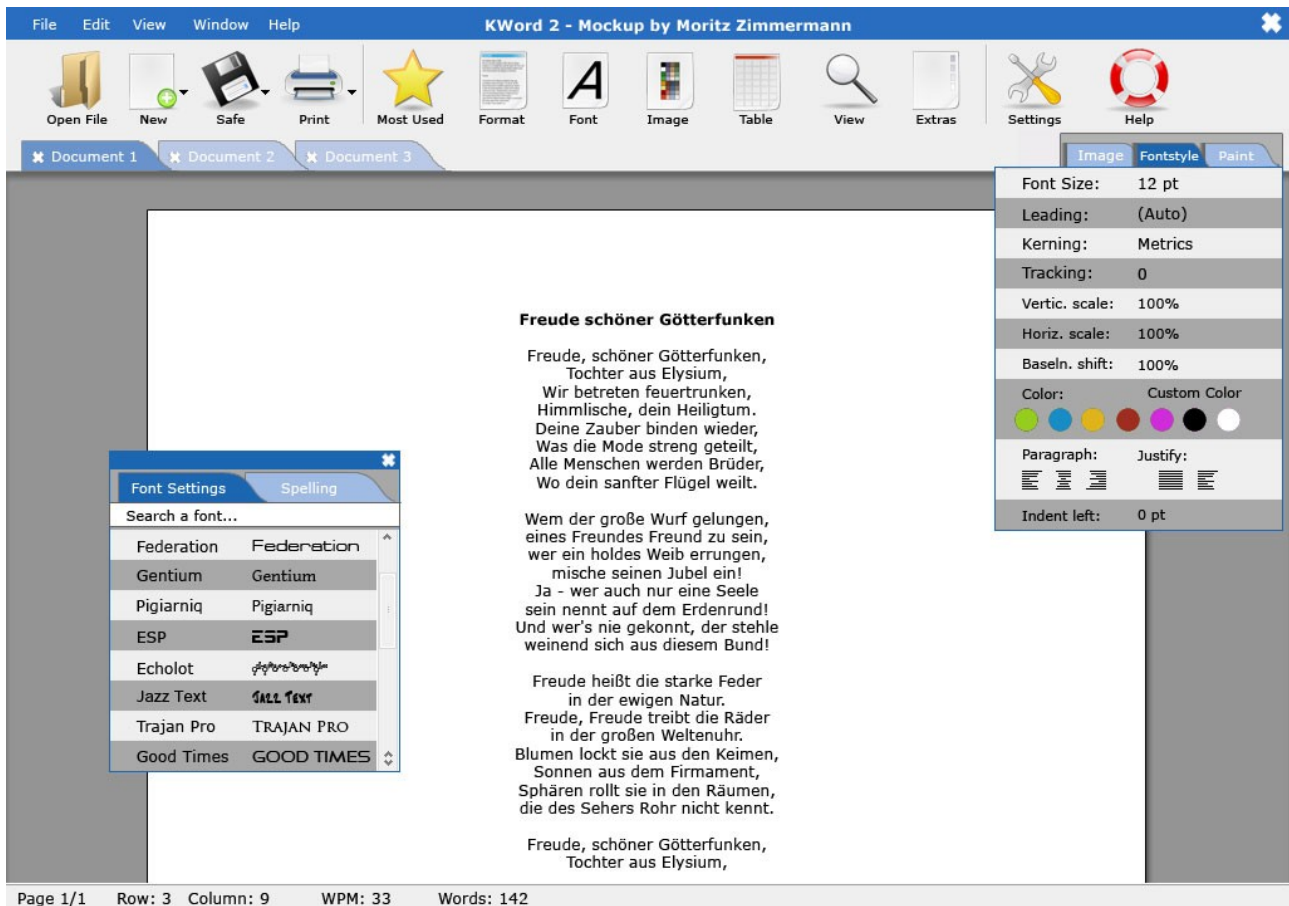 File Edit View Window Help KWord 2 - Mockup by Moritz Zimmermann
Open File New Safe Print Most Used Format Font Image Table View Extras Settings Help
Document 1 Document 2 Document 3
Image Fontstyle Paint
Font Size: 12 pt
Leading: (Auto)
Kerning: Metrics
Tracking: 0
Vertic. scale: 100%
Horiz. scale: 100%
Baseln. shift: 100%
Color: Custom Color
Paragraph: Justify:
Indent left: 0 pt
Freude schöner Götterfunken
Freude, schöner Götterfunken,
Tochter aus Elysium,
Wir betreten feuertrunken,
Himmlische, dein Heiligtum.
Deine Zauber binden wieder,
Was die Mode streng geteilt,
Alle Menschen werden Brüder,
Wo dein sanfter Flügel weilt.
Wem der große Wurf gelungen,
eines Freundes Freund zu sein,
wer ein holdes Weib errungen,
mische seinen Jubel ein!
Ja - wer auch nur eine Seele
sein nennt auf dem Erdenrund!
Und wer's nie gekonnt, der stehle
weinend sich aus diesem Bund!
Freude heißt die starke Feder
in der ewigen Natur.
Freude, Freude treibt die Räder
in der großen Weltenuhr.
Blumen lockt sie aus den Keimen,
Sonnen aus dem Firmament,
Sphären rollt sie in den Räumen,
die des Sehers Rohr nicht kennt.
Freude, schöner Götterfunken,
Tochter aus Elysium,
Font Settings Spelling
Search a font...
Federation Federation
Gentium Gentium
Pigiarniq Pigiarniq
ESP ESP
Echolot
Jazz Text Jazz Text
Trajan Pro Trajan Pro
Good Times GOOD TIMES
Page 1/1 Row: 3 Column: 9 WPM: 33 Words: 142